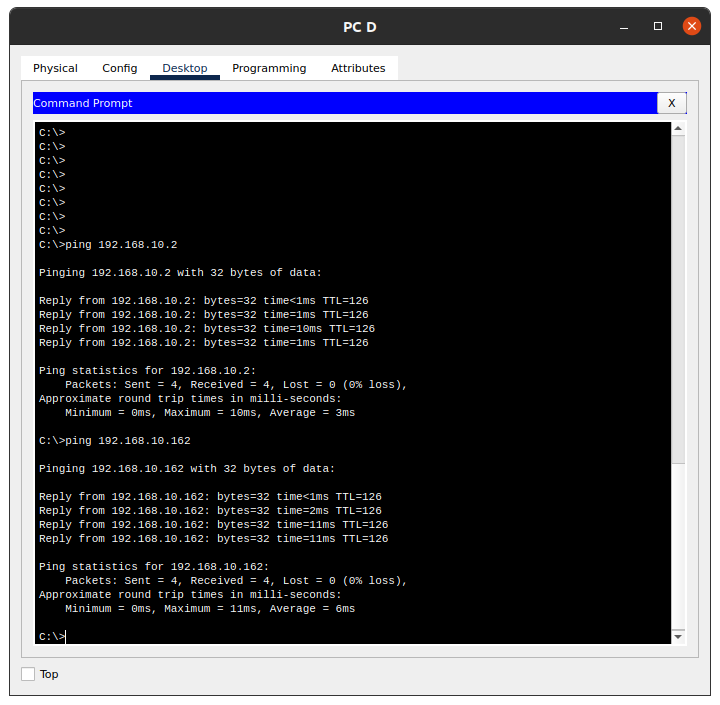 PC D
Physical Config Desktop Programming Attributes
Command Prompt X
C:\>
C:\>
C:\>
C:\>
C:\>
C:\>
C:\>
C:\>
C:\>ping 192.168.10.2
Pinging 192.168.10.2 with 32 bytes of data:
Reply from 192.168.10.2: bytes=32 time<1ms TTL=126
Reply from 192.168.10.2: bytes=32 time=1ms TTL=126
Reply from 192.168.10.2: bytes=32 time=10ms TTL=126
Reply from 192.168.10.2: bytes=32 time=1ms TTL=126
Ping statistics for 192.168.10.2:
    Packets: Sent = 4, Received = 4, Lost = 0 (0% loss),
Approximate round trip times in milli-seconds:
    Minimum = 0ms, Maximum = 10ms, Average = 3ms
C:\>ping 192.168.10.162
Pinging 192.168.10.162 with 32 bytes of data:
Reply from 192.168.10.162: bytes=32 time<1ms TTL=126
Reply from 192.168.10.162: bytes=32 time=2ms TTL=126
Reply from 192.168.10.162: bytes=32 time=11ms TTL=126
Reply from 192.168.10.162: bytes=32 time=11ms TTL=126
Ping statistics for 192.168.10.162:
    Packets: Sent = 4, Received = 4, Lost = 0 (0% loss),
Approximate round trip times in milli-seconds:
    Minimum = 0ms, Maximum = 11ms, Average = 6ms
C:\>
Top